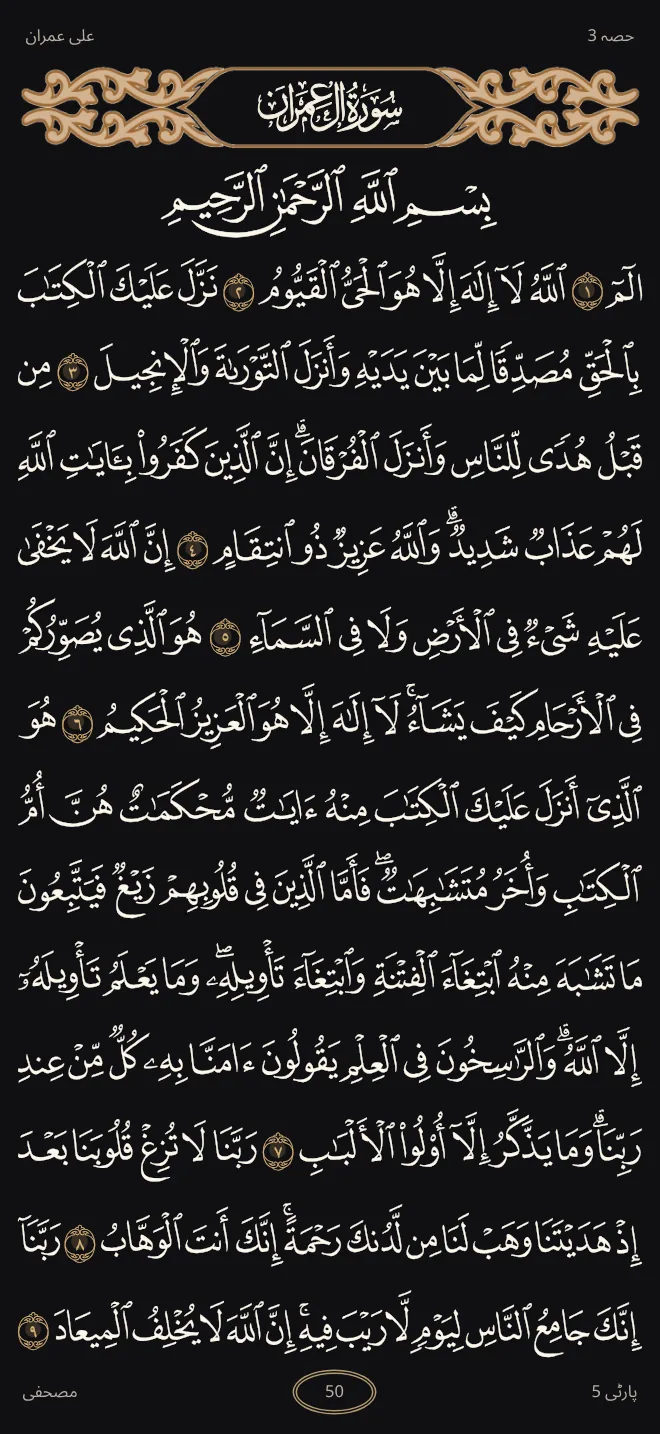 حصہ 3
علی عمران
سُورَةُ آلِ عِمۡرَان
بِسۡمِ ٱللَّهِ ٱلرَّحۡمَٰنِ ٱلرَّحِيمِ
الٓمٓ ١ ٱللَّهُ لَآ إِلَٰهَ إِلَّا هُوَ ٱلۡحَيُّ ٱلۡقَيُّومُ ٢ نَزَّلَ عَلَيۡكَ ٱلۡكِتَٰبَ
بِٱلۡحَقِّ مُصَدِّقٗا لِّمَا بَيۡنَ يَدَيۡهِ وَأَنزَلَ ٱلتَّوۡرَىٰةَ وَٱلۡإِنجِيلَ ٣ مِن
قَبۡلُ هُدٗى لِّلنَّاسِ وَأَنزَلَ ٱلۡفُرۡقَانَۗ إِنَّ ٱلَّذِينَ كَفَرُواْ بِـَٔايَٰتِ ٱللَّهِ
لَهُمۡ عَذَابٞ شَدِيدٞۗ وَٱللَّهُ عَزِيزٞ ذُو ٱنتِقَامٍ ٤ إِنَّ ٱللَّهَ لَا يَخۡفَىٰ
عَلَيۡهِ شَيۡءٞ فِي ٱلۡأَرۡضِ وَلَا فِي ٱلسَّمَآءِ ٥ هُوَ ٱلَّذِي يُصَوِّرُكُمۡ
فِي ٱلۡأَرۡحَامِ كَيۡفَ يَشَآءُۚ لَآ إِلَٰهَ إِلَّا هُوَ ٱلۡعَزِيزُ ٱلۡحَكِيمُ ٦ هُوَ
ٱلَّذِيٓ أَنزَلَ عَلَيۡكَ ٱلۡكِتَٰبَ مِنۡهُ ءَايَٰتٞ مُّحۡكَمَٰتٌ هُنَّ أُمُّ
ٱلۡكِتَٰبِ وَأُخَرُ مُتَشَٰبِهَٰتٞۖ فَأَمَّا ٱلَّذِينَ فِي قُلُوبِهِمۡ زَيۡغٞ فَيَتَّبِعُونَ
مَا تَشَٰبَهَ مِنۡهُ ٱبۡتِغَآءَ ٱلۡفِتۡنَةِ وَٱبۡتِغَآءَ تَأۡوِيلِهِۦۖ وَمَا يَعۡلَمُ تَأۡوِيلَهُۥٓ
إِلَّا ٱللَّهُۗ وَٱلرَّٰسِخُونَ فِي ٱلۡعِلۡمِ يَقُولُونَ ءَامَنَّا بِهِۦ كُلّٞ مِّنۡ عِندِ
رَبِّنَاۗ وَمَا يَذَّكَّرُ إِلَّآ أُوْلُواْ ٱلۡأَلۡبَٰبِ ٧ رَبَّنَا لَا تُزِغۡ قُلُوبَنَا بَعۡدَ
إِذۡ هَدَيۡتَنَا وَهَبۡ لَنَا مِن لَّدُنكَ رَحۡمَةًۚ إِنَّكَ أَنتَ ٱلۡوَهَّابُ ٨ رَبَّنَآ
إِنَّكَ جَامِعُ ٱلنَّاسِ لِيَوۡمٖ لَّا رَيۡبَ فِيهِۚ إِنَّ ٱللَّهَ لَا يُخۡلِفُ ٱلۡمِيعَادَ ٩
پارٹی 5
50
مصحفی